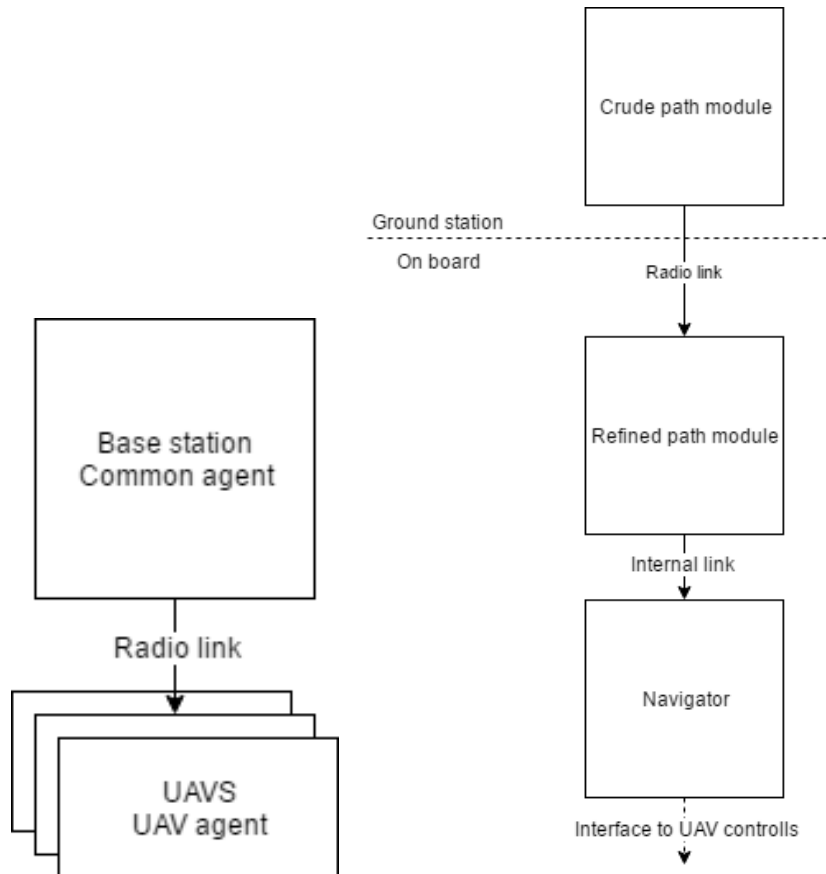 Crude path module
Ground station
On board
Radio link
Refined path module
Internal link
Navigator
Interface to UAV controlls
Base station
Common agent
Radio link
UAVS
UAV agent